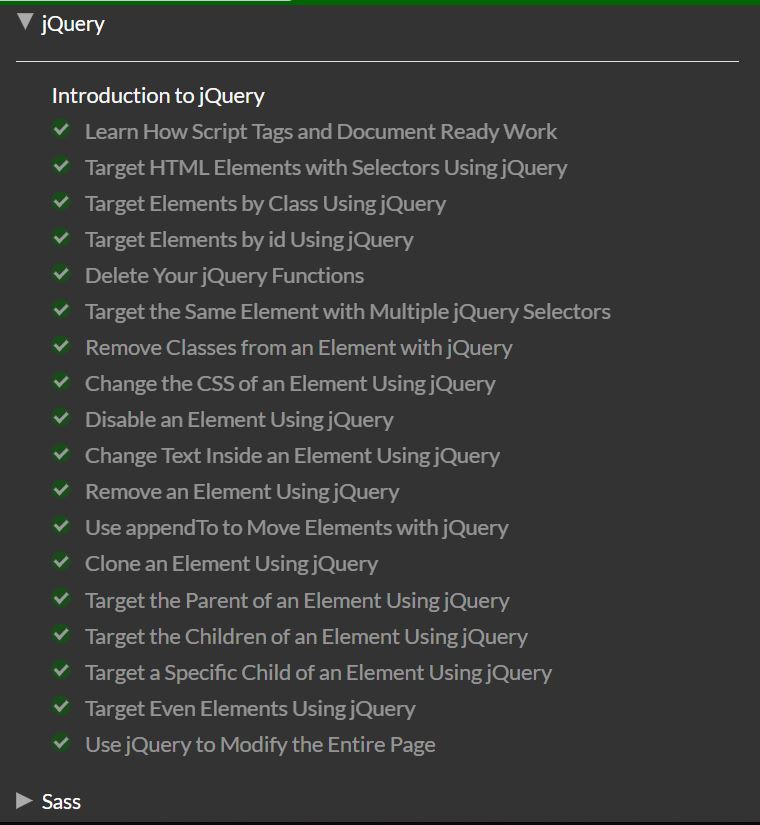 jQuery
Introduction to jQuery
Learn How Script Tags and Document Ready Work
Target HTML Elements with Selectors Using jQuery
Target Elements by Class Using jQuery
Target Elements by id Using jQuery
Delete Your jQuery Functions
Target the Same Element with Multiple jQuery Selectors
Remove Classes from an Element with jQuery
Change the CSS of an Element Using jQuery
Disable an Element Using jQuery
Change Text Inside an Element Using jQuery
Remove an Element Using jQuery
Use appendTo to Move Elements with jQuery
Clone an Element Using jQuery
Target the Parent of an Element Using jQuery
Target the Children of an Element Using jQuery
Target a Specific Child of an Element Using jQuery
Target Even Elements Using jQuery
Use jQuery to Modify the Entire Page
Sass